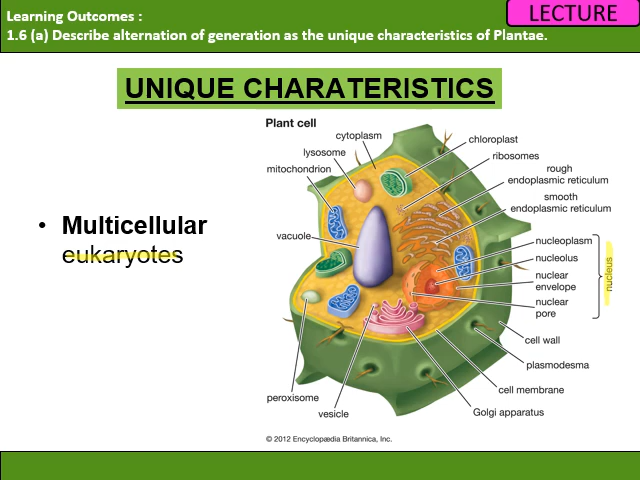 Learning Outcomes :
LECTURE
1.6 (a) Describe alternation of generation as the unique characteristics of Plantae.
UNIQUE CHARATERISTICS
• Multicellular
eukaryotes
Plant cell
cytoplasm
chloroplast
lysosome
ribosomes
mitochondrion
rough
endoplasmic reticulum
smooth
endoplasmic reticulum
vacuole
nucleoplasm
nucleolus
nuclear
envelope
nuclear
pore
nucleus
cell wall
plasmodesma
cell membrane
peroxisome
vesicle
Golgi apparatus
© 2012 Encyclopædia Britannica, Inc.